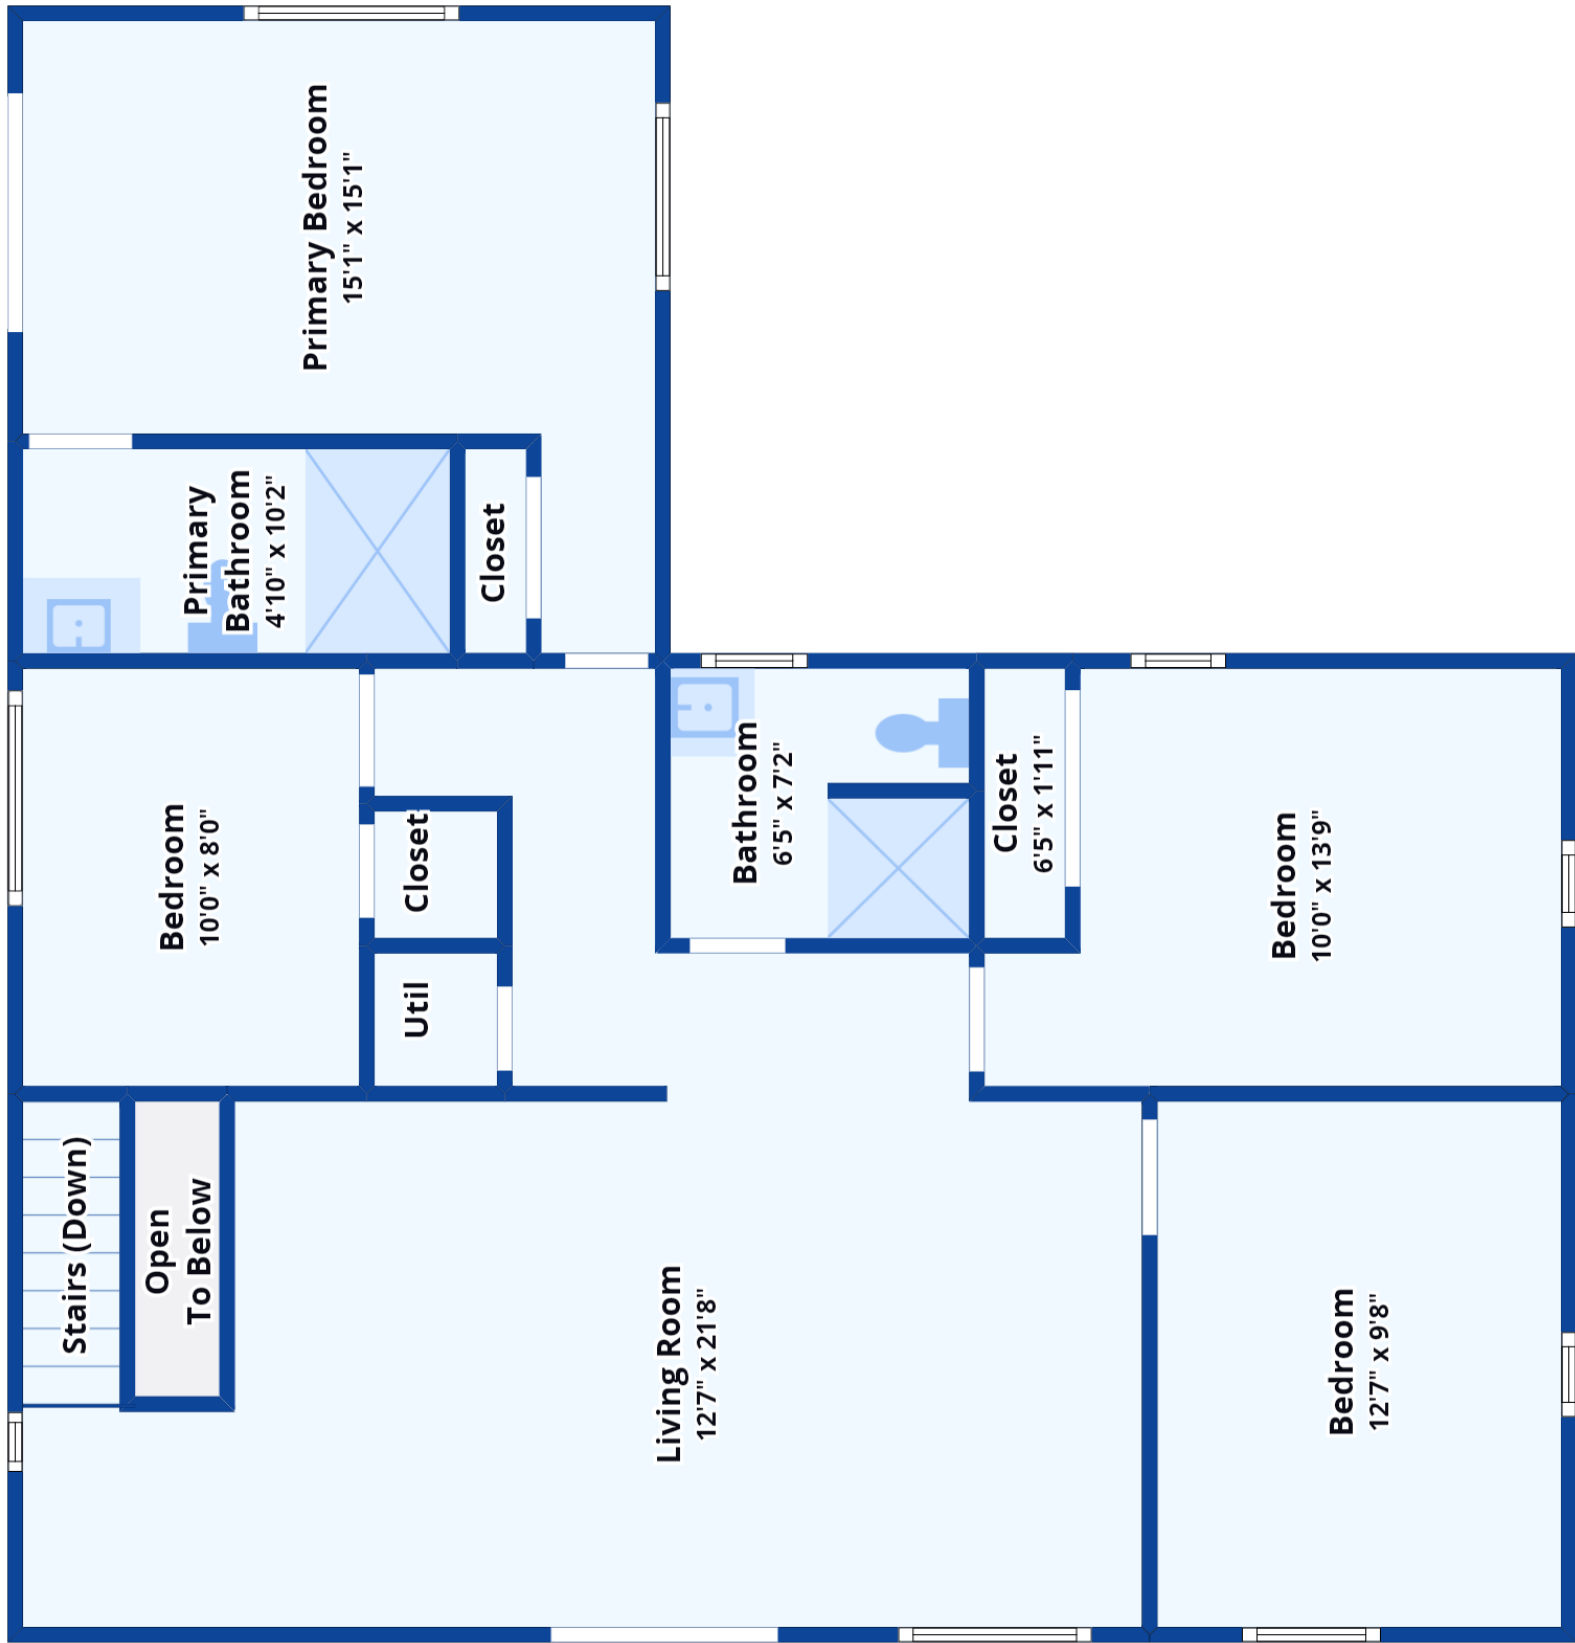 Primary Bedroom
15'1" x 15'1"
Primary
Bathroom
4'10" x 10'2"
Closet
Bedroom
10'0" x 8'0"
Closet
Util
Bathroom
6'5" x 7'2"
Closet
6'5" x 1'11"
Bedroom
10'0" x 13'9"
Stairs (Down)
Open
To Below
Living Room
12'7" x 21'8"
Bedroom
12'7" x 9'8"